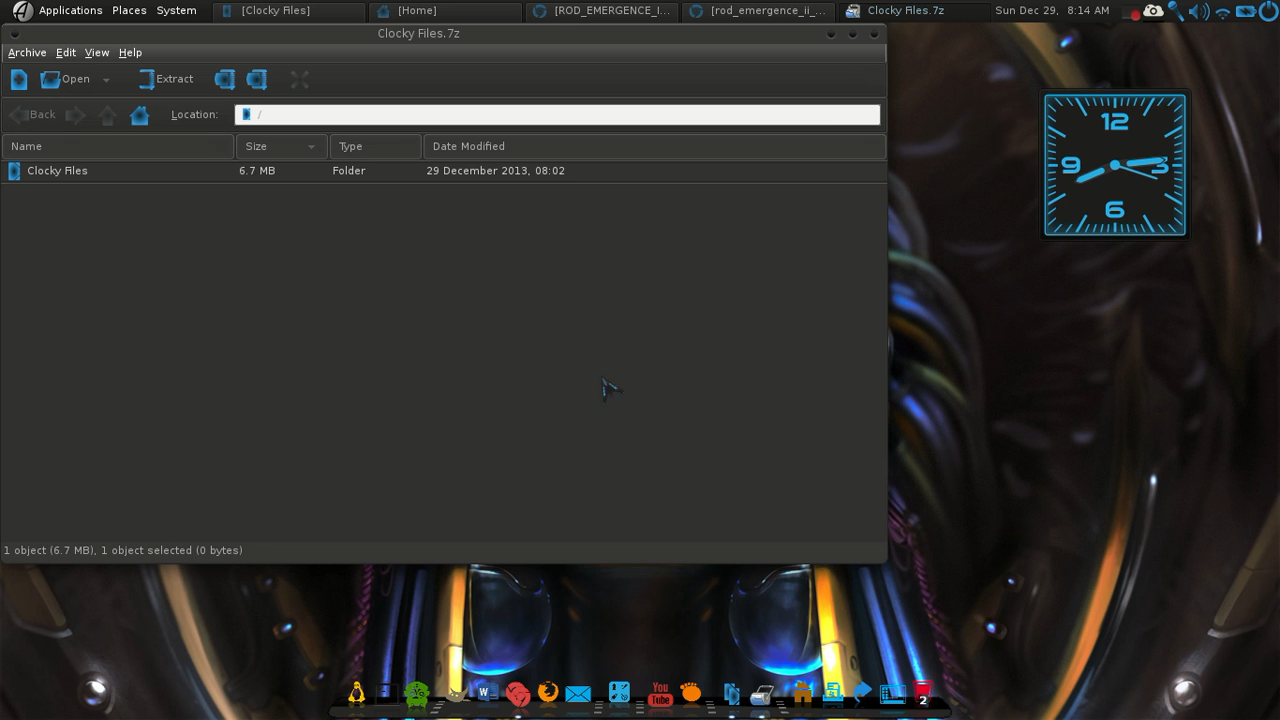 Applications Places System [Clocky Files] [Home] [ROD_EMERGENCE_I... [rod_emergence_ii_... Clocky Files.7z Sun Dec 29, 8:14 AM
Clocky Files.7z
Archive Edit View Help
Open Extract
Back Location: /
Name Size Type Date Modified
Clocky Files 6.7 MB Folder 29 December 2013, 08:02
1 object (6.7 MB), 1 object selected (0 bytes)
12
9 3
6
W You
Tube
2